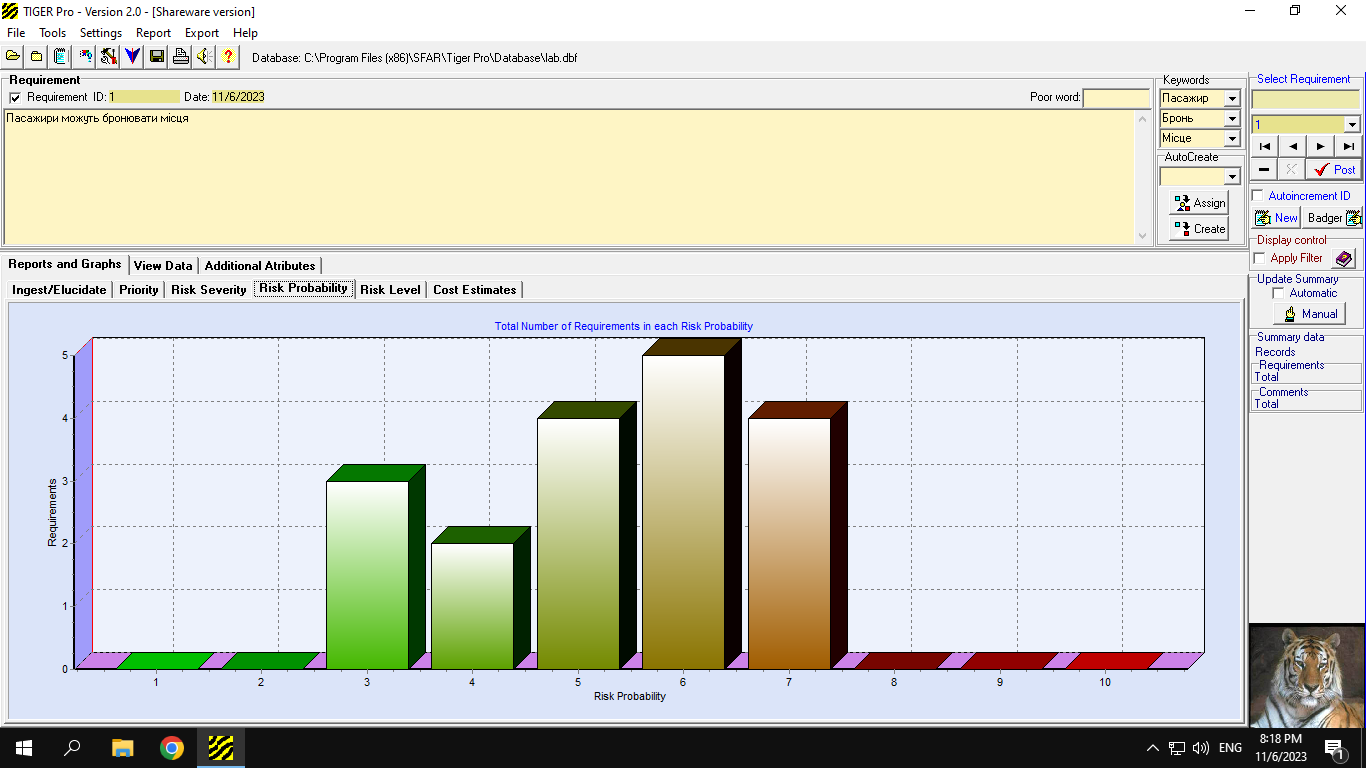 TIGER Pro - Version 2.0 - [Shareware version]
File Tools Settings Report Export Help
Database: C:\Program Files (x86)\SFAR\Tiger Pro\Database\lab.dbf
Requirement
Requirement ID: 1 Date: 11/6/2023 Poor word:
Пасажири можуть бронювати місця
Keywords
Пасажир
Бронь
Місце
AutoCreate
Assign
Create
Select Requirement
1
Post
Autoincrement ID
New Badger
Display control
Apply Filter
Update Summary
Automatic
Manual
Summary data
Records
Requirements
Total
Comments
Total
Reports and Graphs View Data Additional Atributes
Ingest/Elucidate Priority Risk Severity Risk Probability Risk Level Cost Estimates
Total Number of Requirements in each Risk Probability
Requirements
5
4
3
2
1
0
1 2 3 4 5 6 7 8 9 10
Risk Probability
ENG
8:18 PM
11/6/2023
1